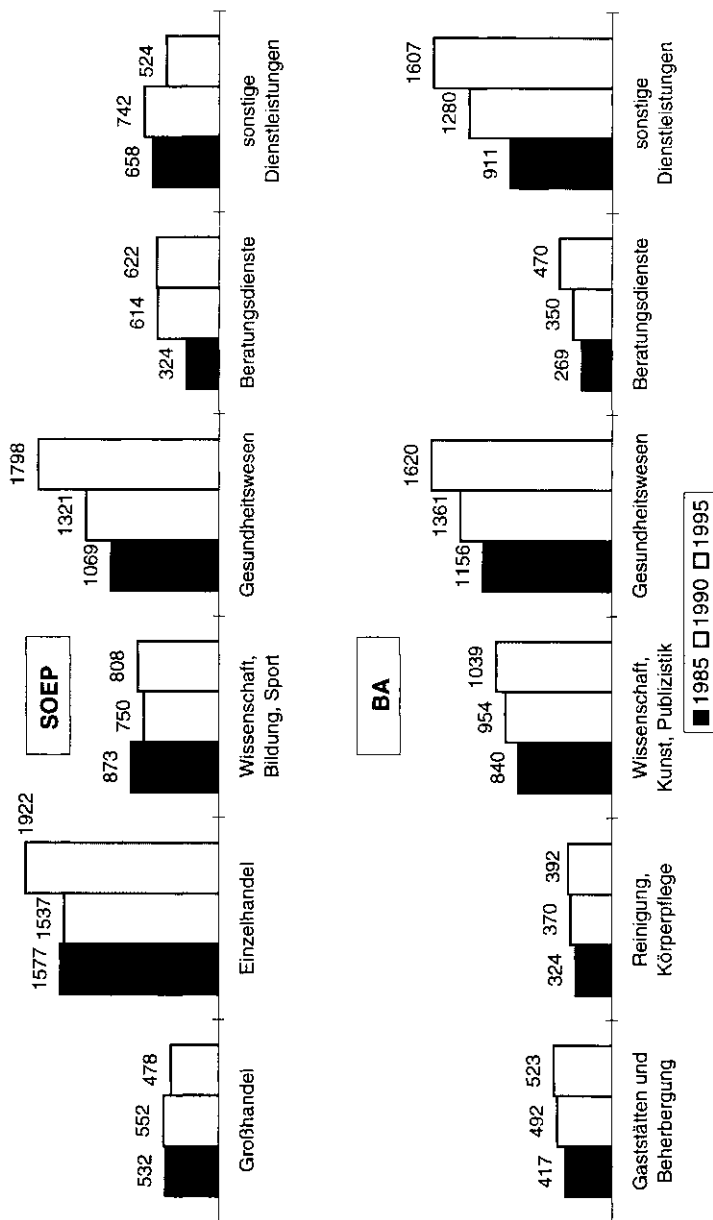 SOEP
532 552 478
Großhandel
1577 1537 1922
Einzelhandel
873 750 808
Wissenschaft,
Bildung, Sport
1069 1321 1798
Gesundheitswesen
324 614 622
Beratungsdienste
658 742 524
sonstige
Dienstleistungen
BA
417 492 523
Gaststätten und
Beherbergung
324 370 392
Reinigung,
Körperpflege
840 954 1039
Wissenschaft,
Kunst, Publizistik
1156 1361 1620
Gesundheitswesen
269 350 470
Beratungsdienste
911 1280 1607
sonstige
Dienstleistungen
1985 1990 1995